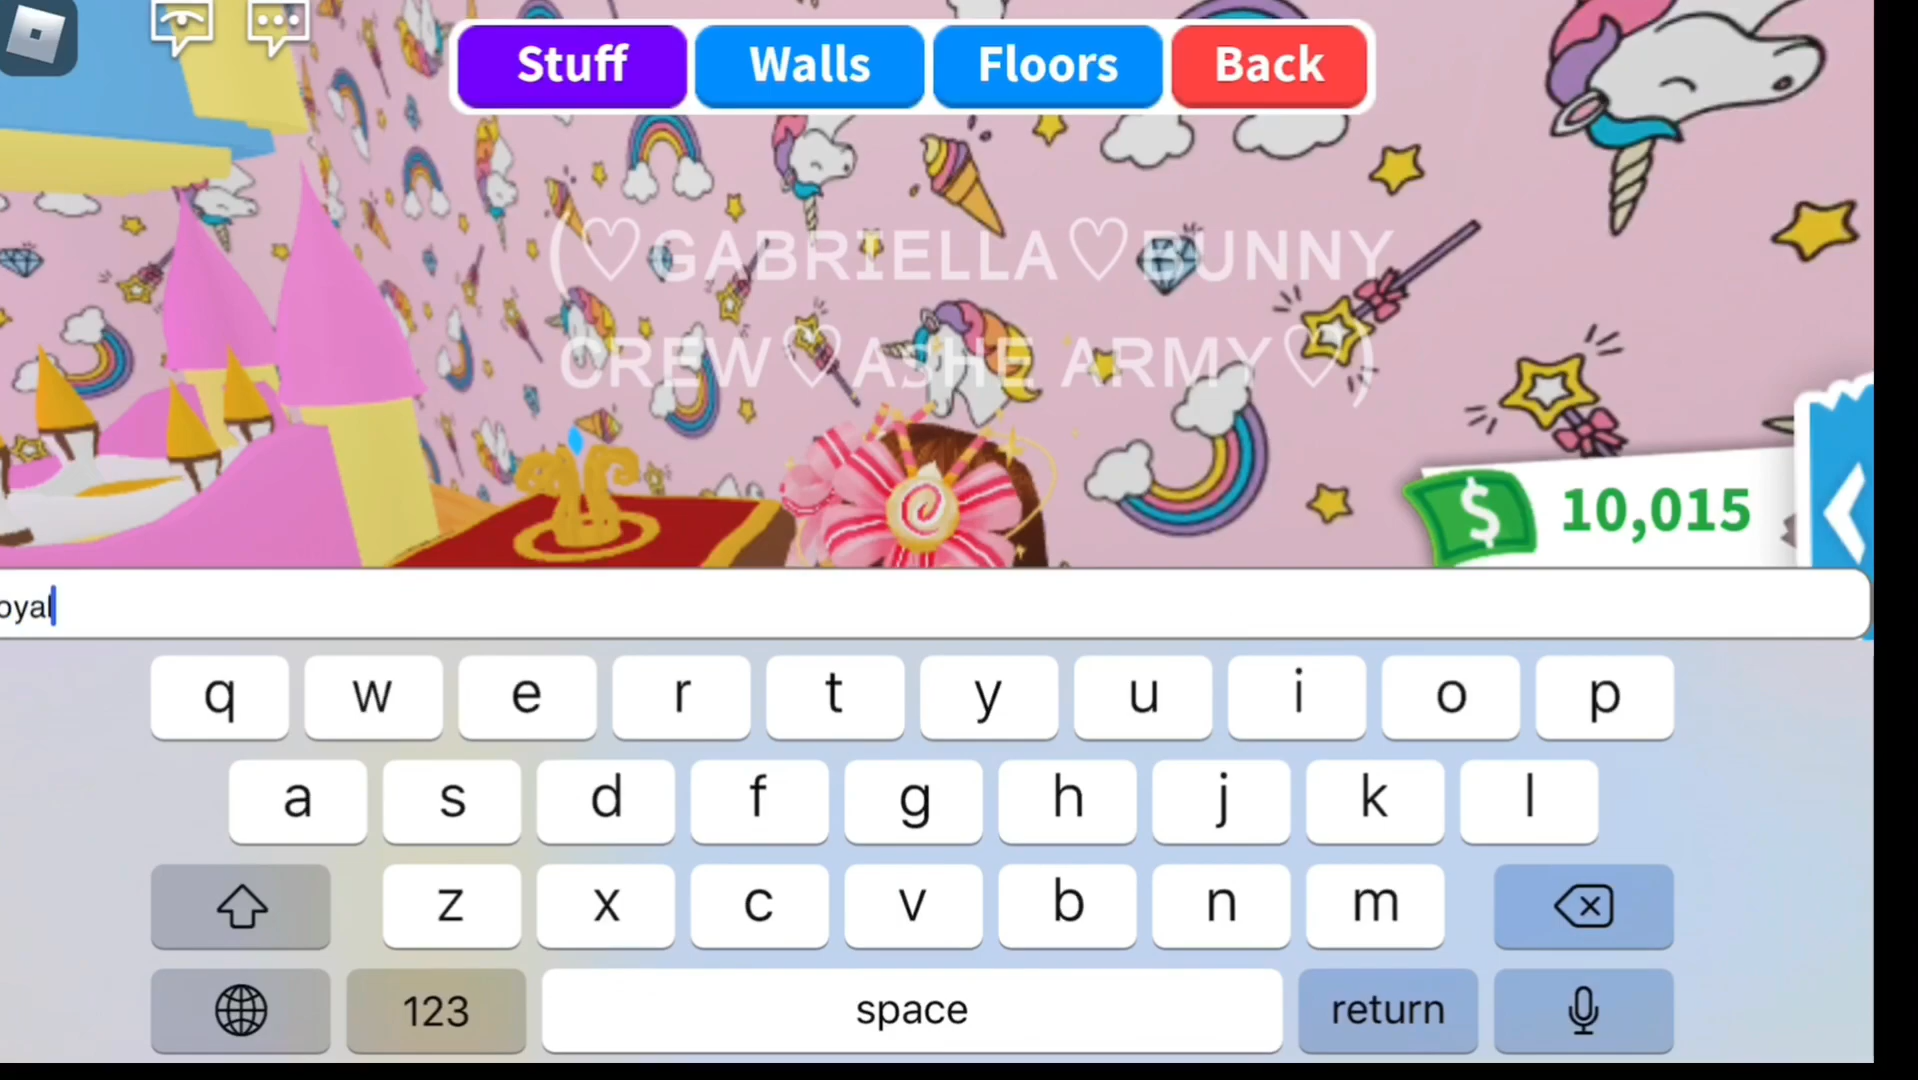 Stuff Walls Floors Back
(♡GABRIELLA♡BUNNY
CREW♡ASHE ARMY♡)
$ 10,015
oyal
q w e r t y u i o p
a s d f g h j k l
z x c v b n m
123 space return